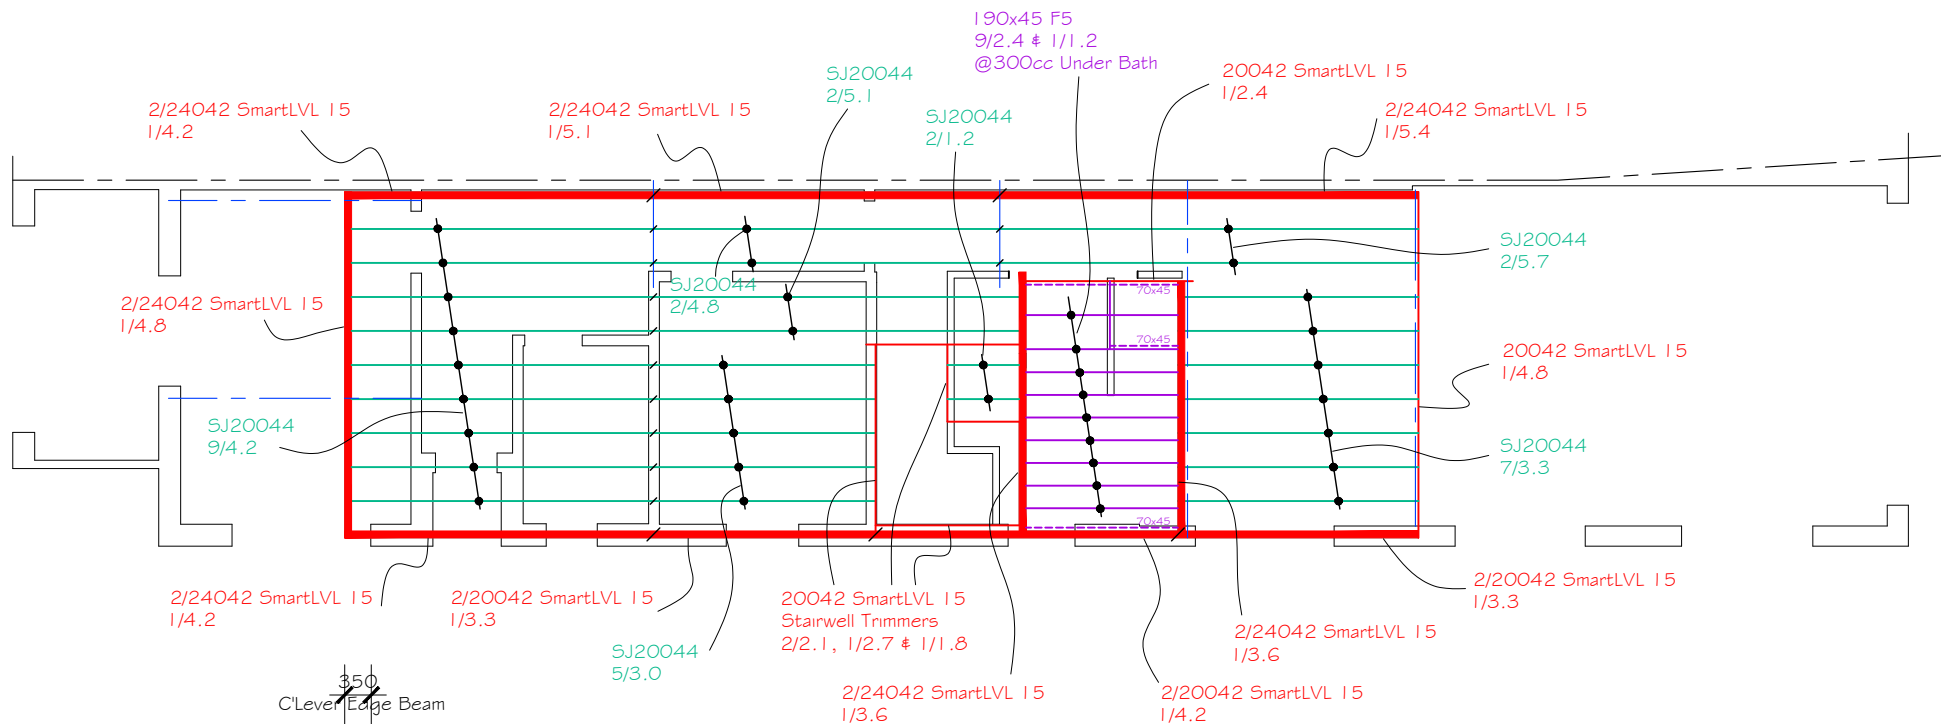 190x45 F5
9/2.4 & 1/1.2
@300cc Under Bath
SJ20044
2/5.1
20042 SmartLVL 15
1/2.4
2/24042 SmartLVL 15
1/4.2
2/24042 SmartLVL 15
1/5.1
SJ20044
2/1.2
2/24042 SmartLVL 15
1/5.4
SJ20044
2/5.7
SJ20044
2/4.8
70x45
2/24042 SmartLVL 15
1/4.8
70x45
20042 SmartLVL 15
1/4.8
SJ20044
9/4.2
SJ20044
7/3.3
70x45
2/24042 SmartLVL 15
1/4.2
2/20042 SmartLVL 15
1/3.3
20042 SmartLVL 15
Stairwell Trimmers
2/2.1, 1/2.7 & 1/1.8
2/20042 SmartLVL 15
1/3.3
2/24042 SmartLVL 15
1/3.6
SJ20044
5/3.0
2/24042 SmartLVL 15
1/3.6
2/20042 SmartLVL 15
1/4.2
350
C'Lever Edge Beam